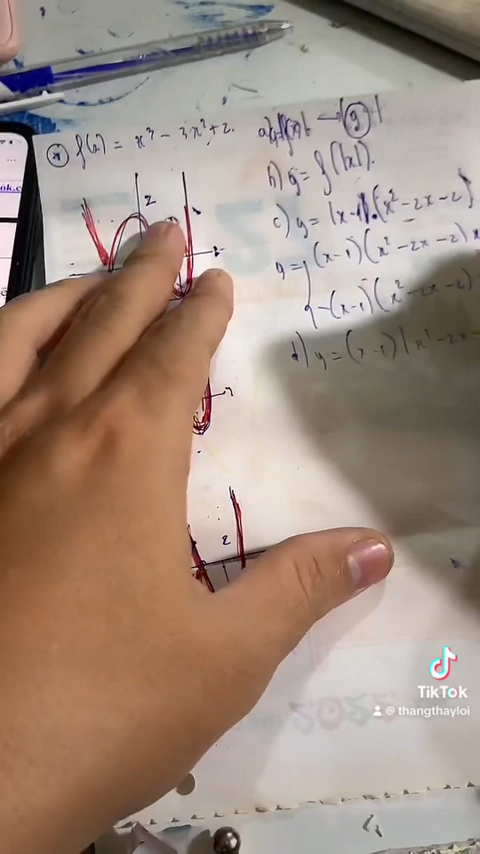 f(x) = x³ - 3x² + 2.
b) y = f(|x|).
c) y = |x-1|.(x² - 2x - 2)
y = (x-1)(x² - 2x - 2)
-(x-1)(x² - 2x - 2)
d) y = (x-1)|x² - 2x -
2
2
TikTok
@ thangthayloi